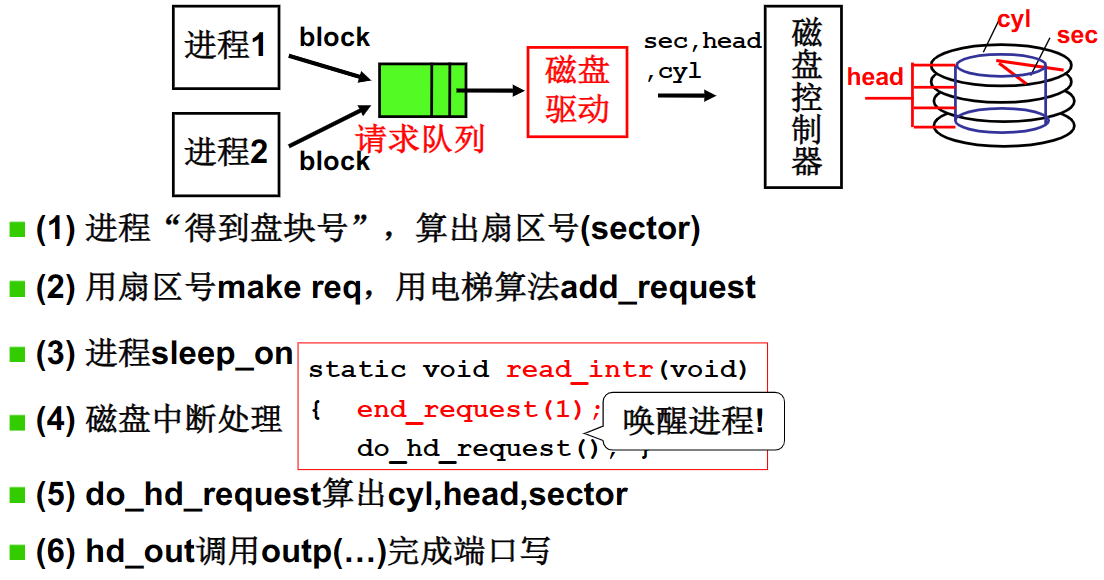 进程1
block
进程2
block
请求队列
磁盘
驱动
sec,head
,cyl
磁盘控制器
head
cyl
sec
(1) 进程“得到盘块号”，算出扇区号(sector)
(2) 用扇区号make req，用电梯算法add_request
(3) 进程sleep_on
(4) 磁盘中断处理
static void read_intr(void)
{ end_request(1);
do_hd_request(); }
唤醒进程!
(5) do_hd_request算出cyl,head,sector
(6) hd_out调用outp(…)完成端口写